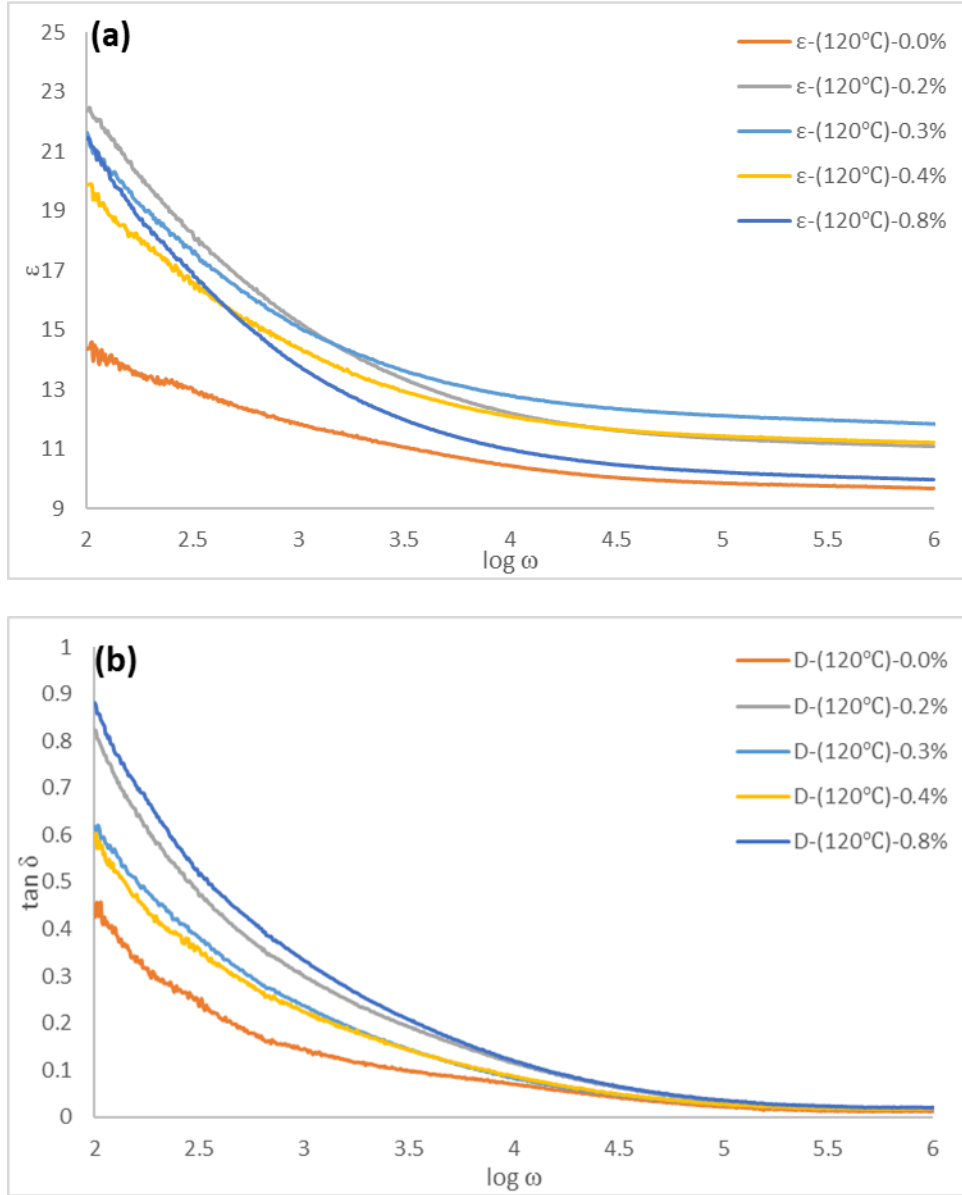 (a)
25
23
21
19
17
15
13
11
9
ε
2 2.5 3 3.5 4 4.5 5 5.5 6
log ω
ε-(120℃)-0.0%
ε-(120℃)-0.2%
ε-(120℃)-0.3%
ε-(120℃)-0.4%
ε-(120℃)-0.8%
(b)
1
0.9
0.8
0.7
0.6
0.5
0.4
0.3
0.2
0.1
0
tan δ
2 2.5 3 3.5 4 4.5 5 5.5 6
log ω
D-(120℃)-0.0%
D-(120℃)-0.2%
D-(120℃)-0.3%
D-(120℃)-0.4%
D-(120℃)-0.8%